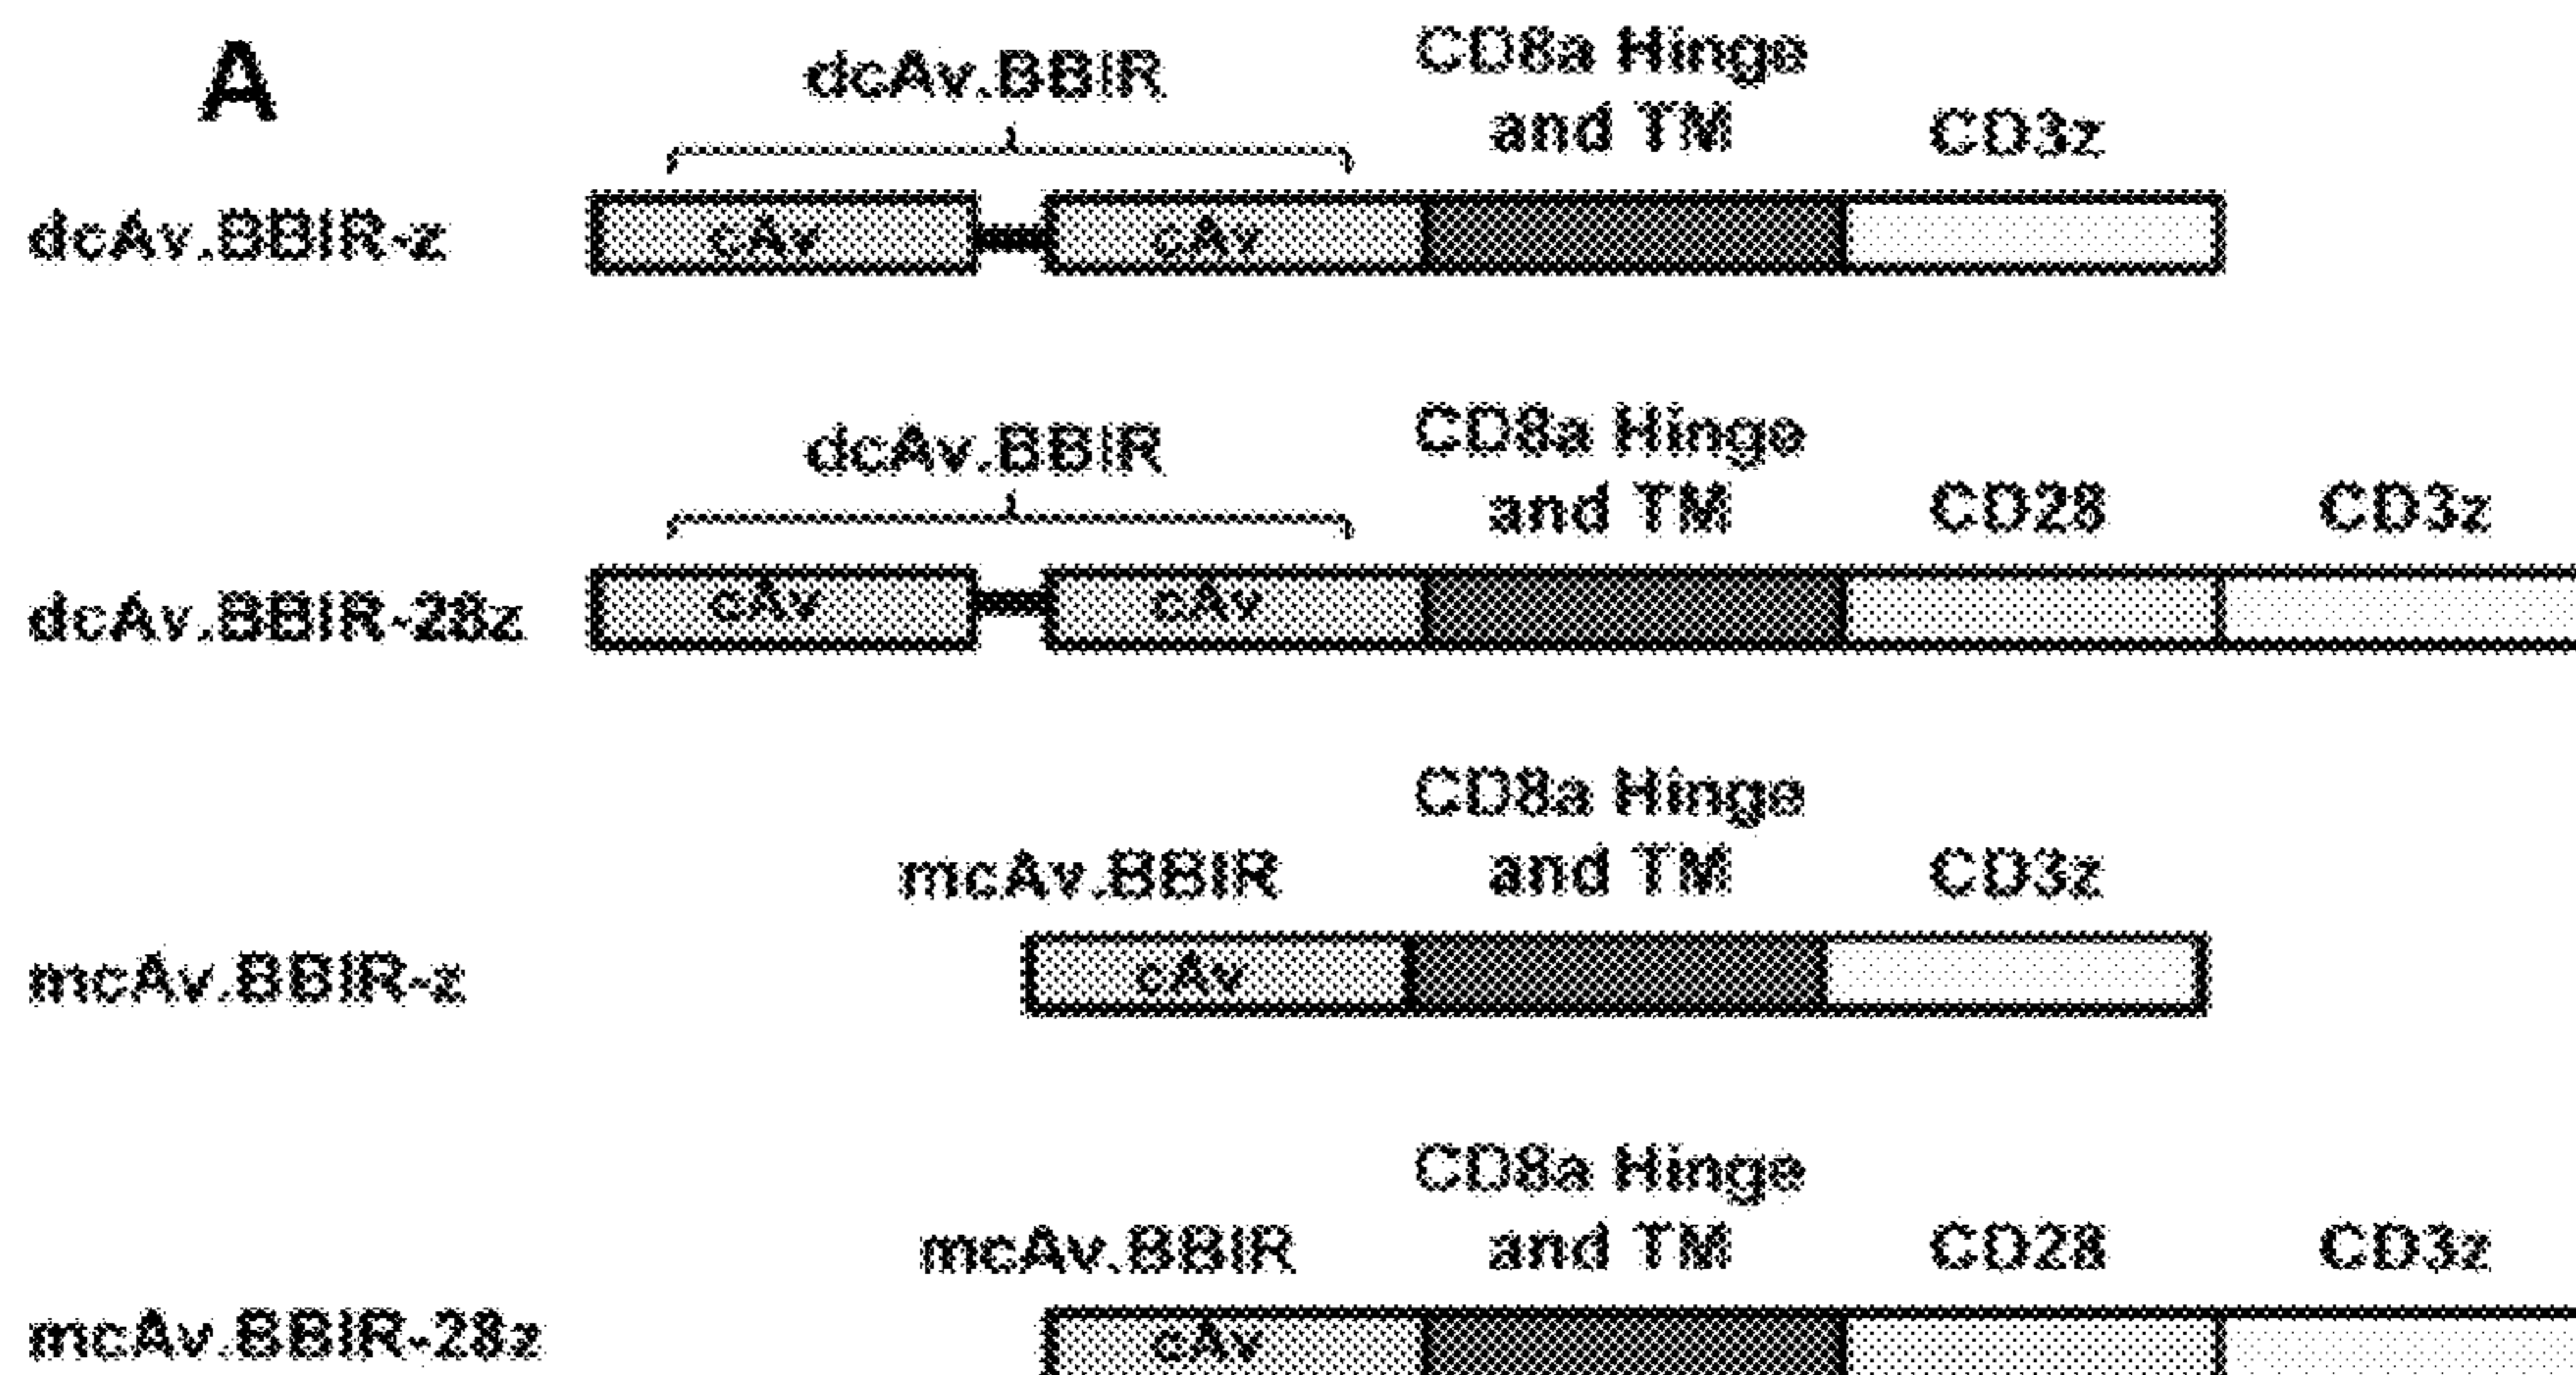 A
dcAv.BBIR
CD8a Hinge
and TM
CD3z
dcAv.BBIR-z
cAv
cAv
dcAv.BBIR
CD8a Hinge
and TM
CD28
CD3z
dcAv.BBIR-28z
cAv
cAv
mcAv.BBIR
CD8a Hinge
and TM
CD3z
mcAv.BBIR-z
cAv
mcAv.BBIR
CD8a Hinge
and TM
CD28
CD3z
mcAv.BBIR-28z
cAv